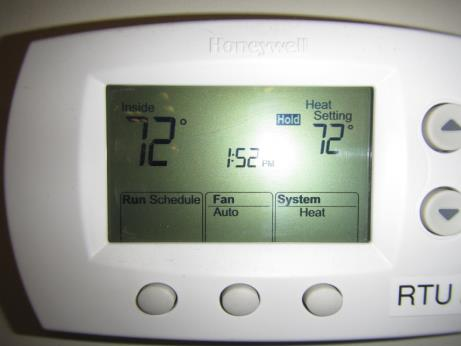 Honeywell
Inside
72°
1:52 PM
Hold
Heat
Setting
72°
Run Schedule
Fan
Auto
System
Heat
RTU